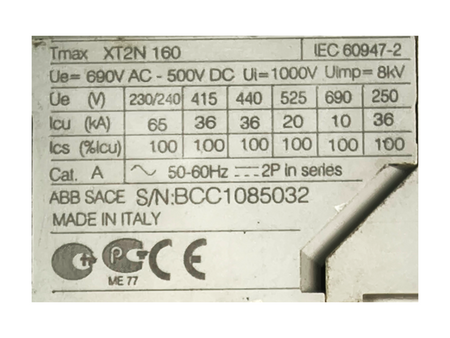 Tmax XT2N 160 IEC 60947-2
Ue= 690V AC - 500V DC Ui=1000V Uimp= 8kV
Ue (V) 230/240 415 440 525 690 250
Icu (kA) 65 36 36 20 10 36
Ics (%Icu) 100 100 100 100 100 100
Cat. A 50-60Hz 2P in series
ABB SACE S/N:BCC1085032
MADE IN ITALY
CE
ME 77